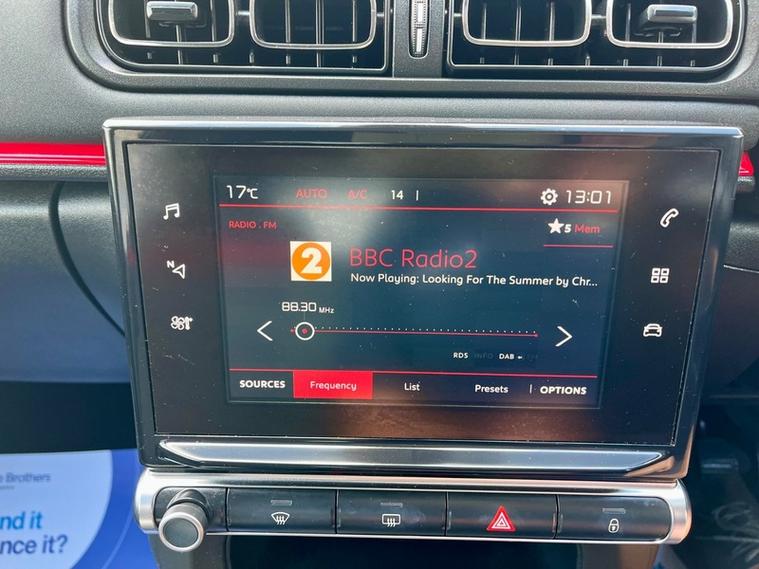 17°C AUTO A/C 14 13:01
RADIO . FM
5 Mem
2
BBC Radio2
Now Playing: Looking For The Summer by Chr...
88.30 MHz
RDS INFO DAB
SOURCES Frequency List Presets OPTIONS
N
Brothers
nd it
nce it?